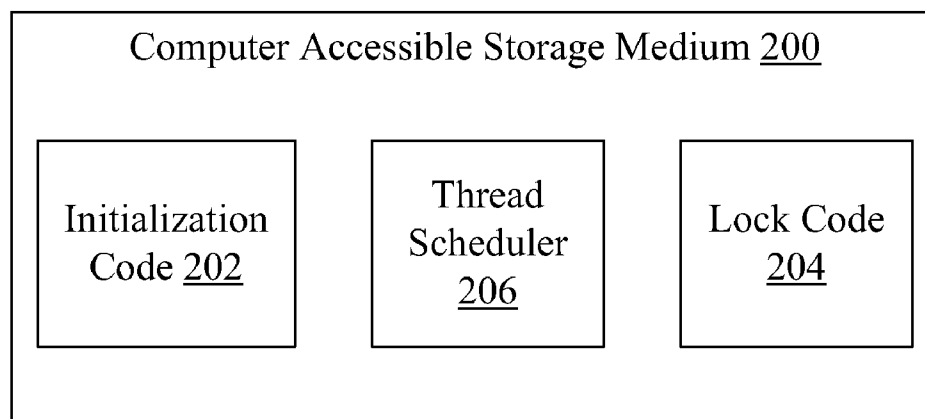 Computer Accessible Storage Medium 200
Initialization
Code 202
Thread
Scheduler
206
Lock Code
204